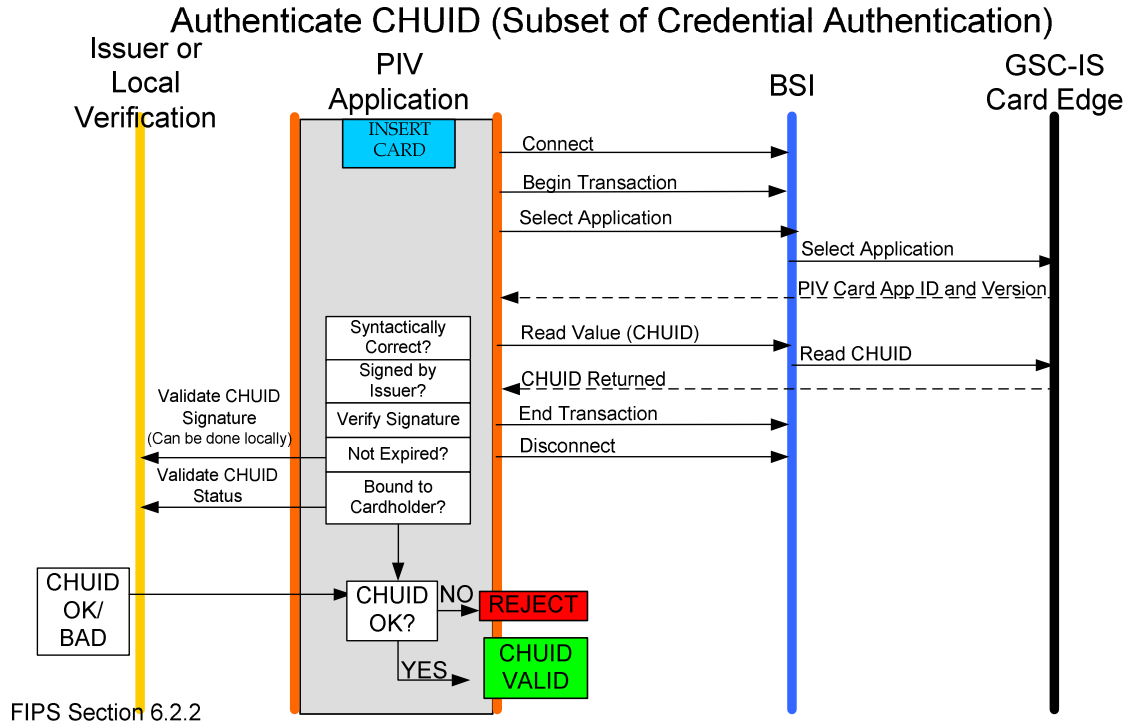 Authenticate CHUID (Subset of Credential Authentication)
Issuer or
Local
Verification
PIV
Application
BSI
GSC-IS
Card Edge
INSERT
CARD
Connect
Begin Transaction
Select Application
Select Application
PIV Card App ID and Version
Syntactically
Correct?
Read Value (CHUID)
Read CHUID
Signed by
Issuer?
CHUID Returned
Validate CHUID
Signature
(Can be done locally)
Verify Signature
End Transaction
Not Expired?
Disconnect
Validate CHUID
Status
Bound to
Cardholder?
CHUID
OK/
BAD
CHUID
OK?
NO
REJECT
YES
CHUID
VALID
FIPS Section 6.2.2